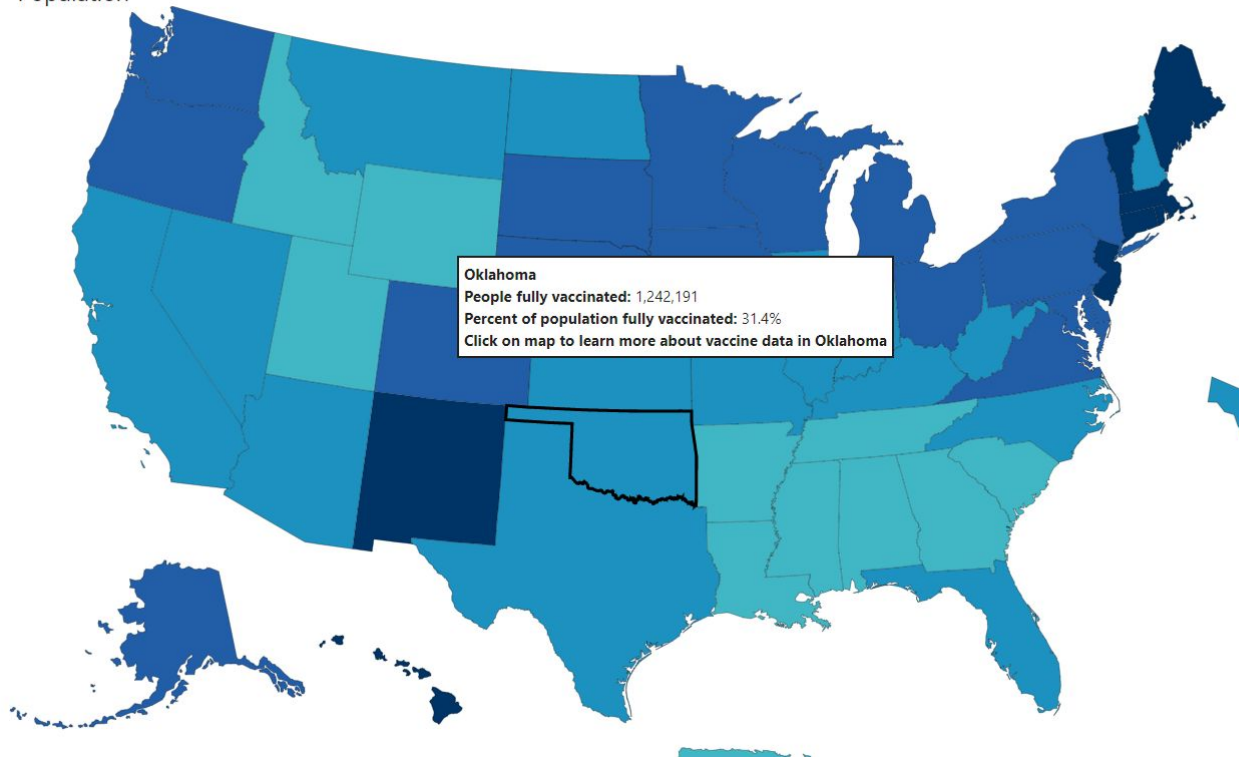 Population
Oklahoma
People fully vaccinated: 1,242,191
Percent of population fully vaccinated: 31.4%
Click on map to learn more about vaccine data in Oklahoma